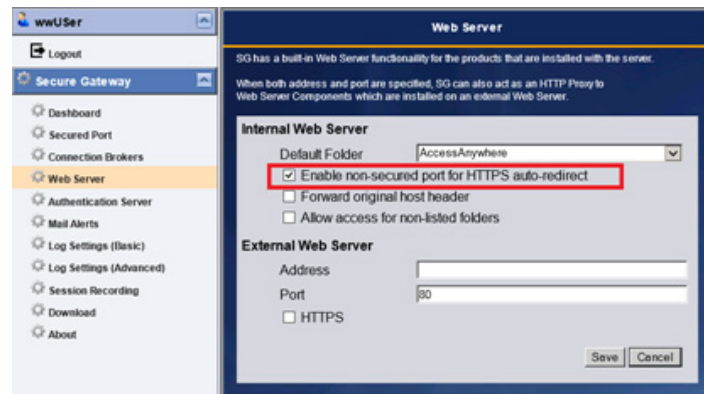 wwUSer
Logout
Secure Gateway
Dashboard
Secured Port
Connection Brokers
Web Server
Authentication Server
Mail Alerts
Log Settings (Basic)
Log Settings (Advanced)
Session Recording
Download
About
Web Server
SG has a built-in Web Server functionaility for the products that are installed with the server.
When both address and port are specified, SG can also act as an HTTP Proxy to
Web Server Components which are installed on an external Web Server.
Internal Web Server
Default Folder AccessAnywhere
Enable non-secured port for HTTPS auto-redirect
Forward original host header
Allow access for non-listed folders
External Web Server
Address
Port 80
HTTPS
Save Cancel